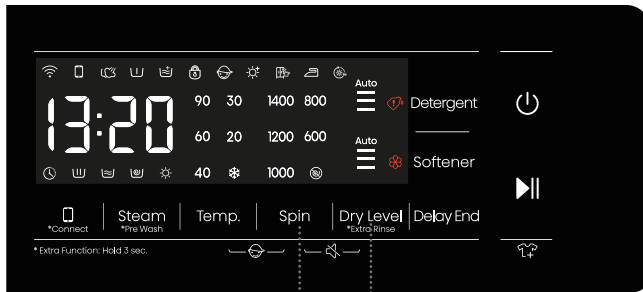 Auto
90 30 1400 800
Detergent
13:20
60 20 1200 600
Auto
Softener
40 1000
Steam Temp. Spin Dry Level Delay End
*Connect *Pre Wash *Extra Rinse
* Extra Function: Hold 3 sec.